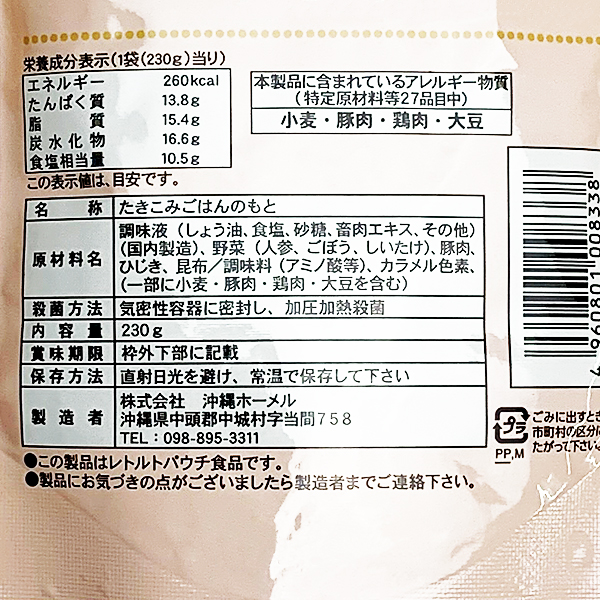 栄養成分表示(1袋(230g)当り)
エネルギー 260kcal
たんぱく質 13.8g
脂質 15.4g
炭水化物 16.6g
食塩相当量 10.5g
この表示値は、目安です。
本製品に含まれているアレルギー物質
(特定原材料等27品目中)
小麦・豚肉・鶏肉・大豆
名称 たきこみごはんのもと
原材料名 調味液(しょう油、食塩、砂糖、畜肉エキス、その他)
(国内製造)、野菜(人参、ごぼう、しいたけ)、豚肉、
ひじき、昆布/調味料(アミノ酸等)、カラメル色素、
(一部に小麦・豚肉・鶏肉・大豆を含む)
殺菌方法 気密性容器に密封し、加圧加熱殺菌
内容量 230g
賞味期限 枠外下部に記載
保存方法 直射日光を避け、常温で保存して下さい
製造者 株式会社 沖縄ホーメル
沖縄県中頭郡中城村字当間758
TEL:098-895-3311
●この製品はレトルトパウチ食品です。
●製品にお気づきの点がございましたら製造者までご連絡下さい。
4960801008338
プラ
PP,M
ごみに出すとき
市町村の区分に
たがって下さい